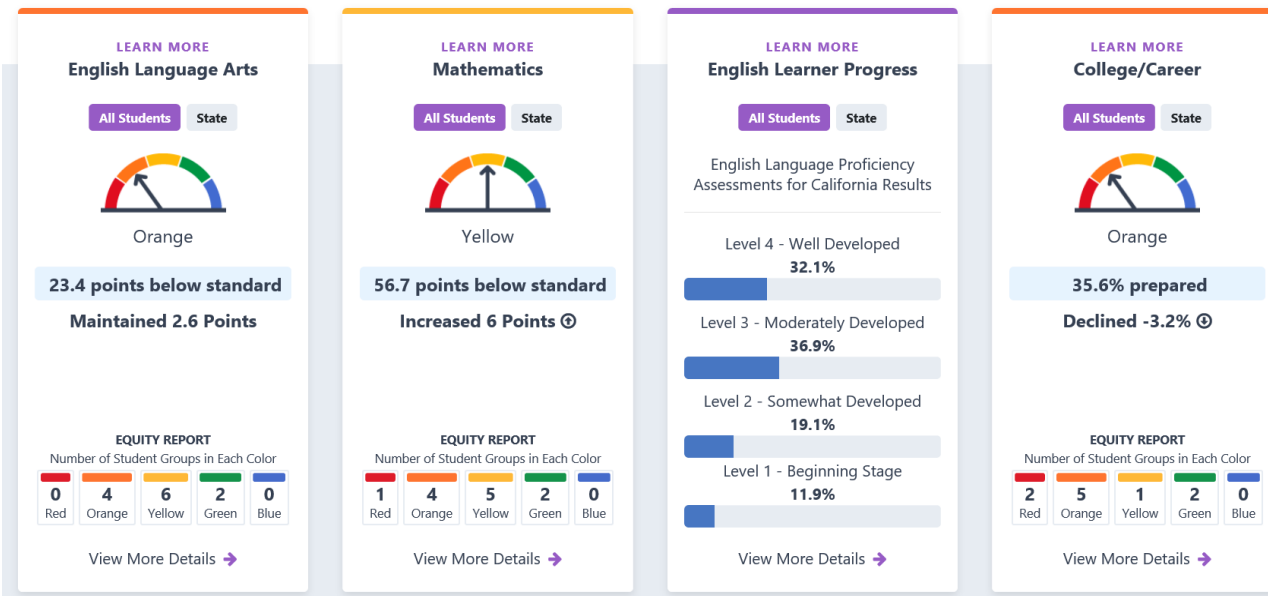 LEARN MORE
English Language Arts
All Students State
Orange
23.4 points below standard
Maintained 2.6 Points
EQUITY REPORT
Number of Student Groups in Each Color
0 4 6 2 0
Red Orange Yellow Green Blue
View More Details
LEARN MORE
Mathematics
All Students State
Yellow
56.7 points below standard
Increased 6 Points
EQUITY REPORT
Number of Student Groups in Each Color
1 4 5 2 0
Red Orange Yellow Green Blue
View More Details
LEARN MORE
English Learner Progress
All Students State
English Language Proficiency
Assessments for California Results
Level 4 - Well Developed
32.1%
Level 3 - Moderately Developed
36.9%
Level 2 - Somewhat Developed
19.1%
Level 1 - Beginning Stage
11.9%
View More Details
LEARN MORE
College/Career
All Students State
Orange
35.6% prepared
Declined -3.2%
EQUITY REPORT
Number of Student Groups in Each Color
2 5 1 2 0
Red Orange Yellow Green Blue
View More Details